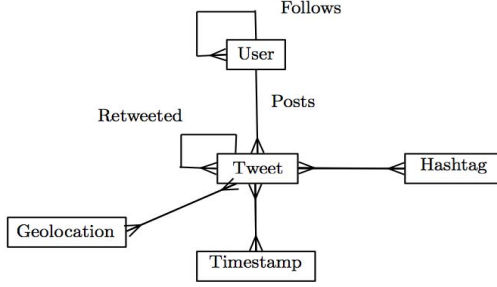 Follows
User
Posts
Retweeted
Tweet
Hashtag
Geolocation
Timestamp